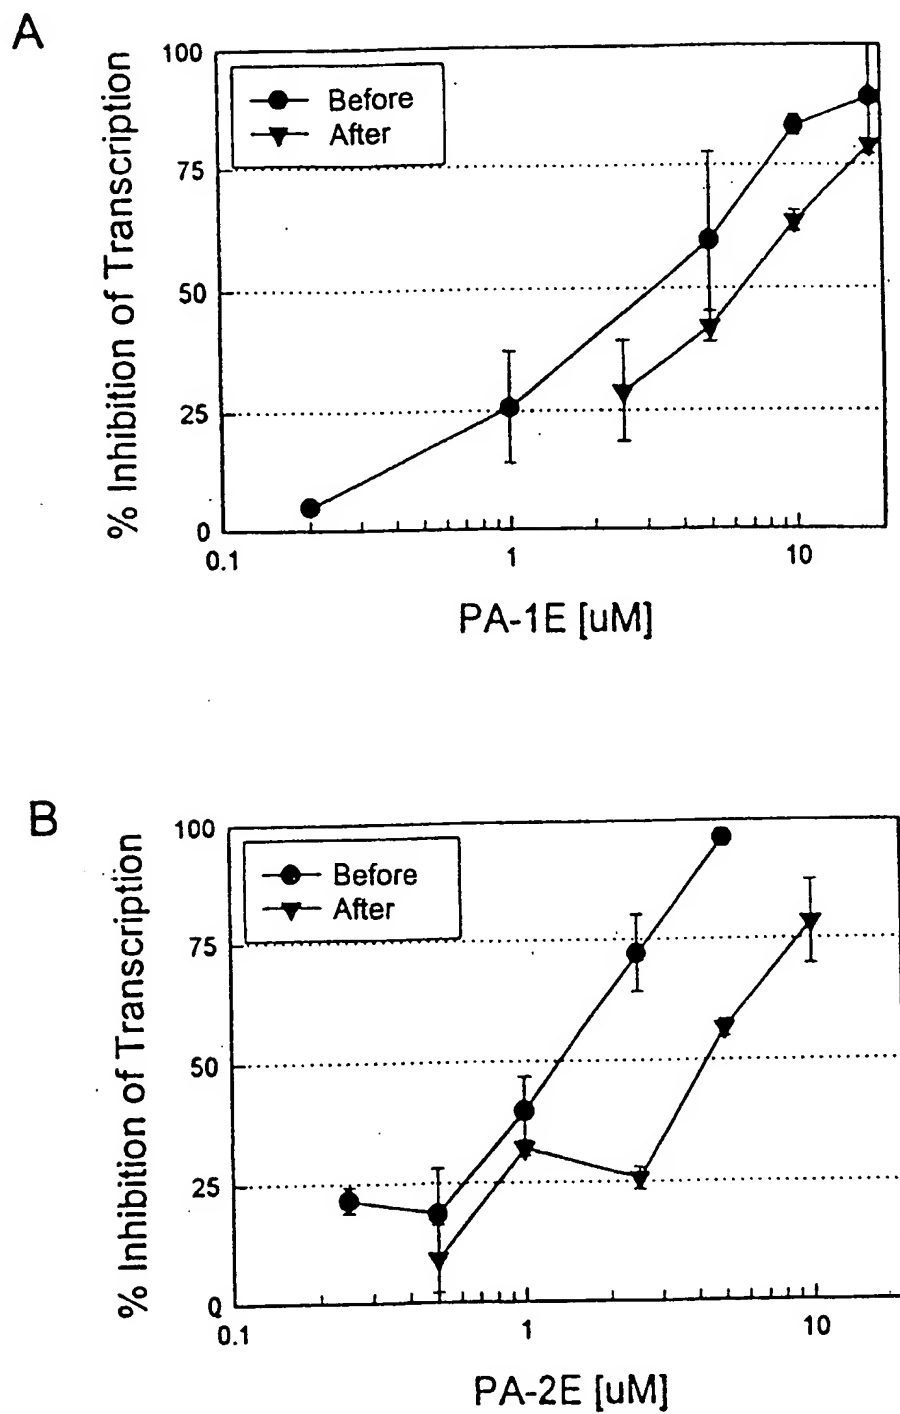 A
100
75
50
25
0
% Inhibition of Transcription
Before
After
0.1
1
10
PA-1E [uM]
B
100
75
50
25
0
% Inhibition of Transcription
Before
After
0.1
1
10
PA-2E [uM]